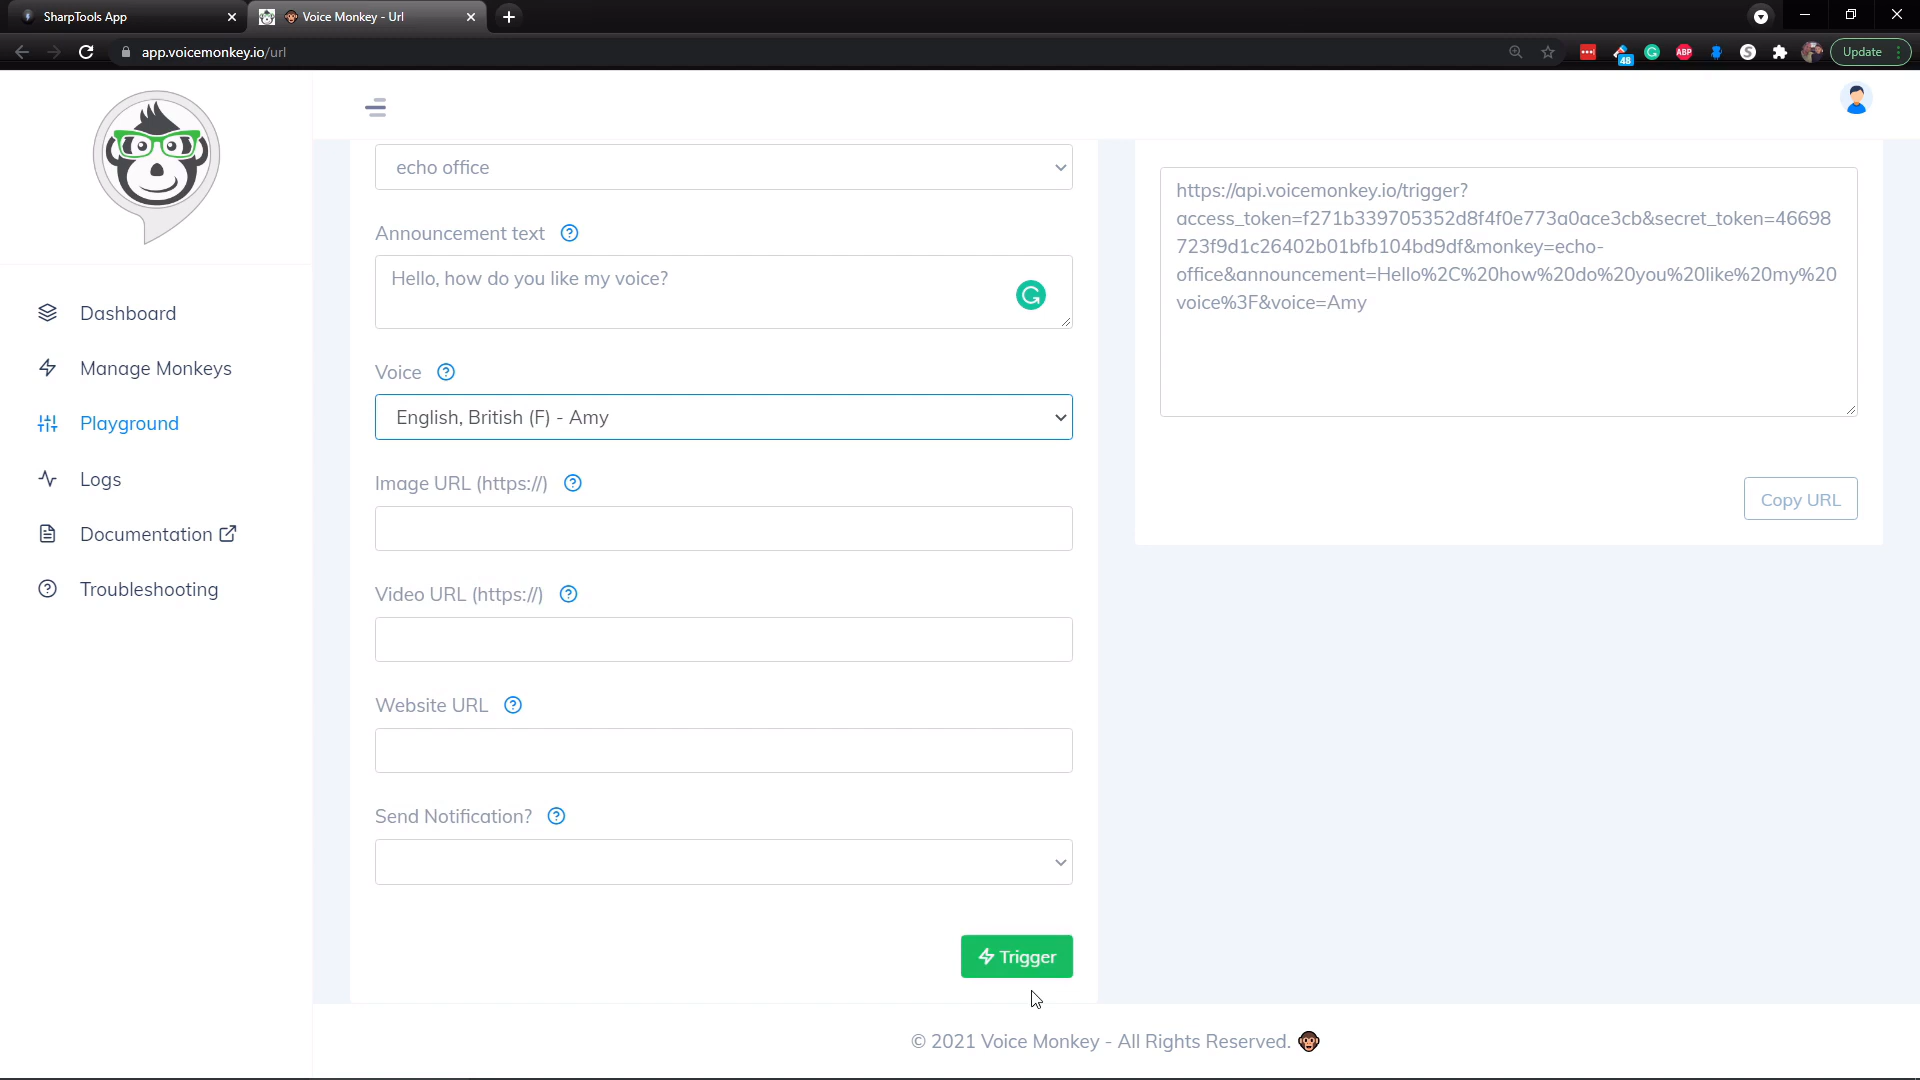 SharpTools App
Voice Monkey - Url
app.voicemonkey.io/url
48
ABP
Update
echo office
Announcement text
Hello, how do you like my voice?
Voice
English, British (F) - Amy
Image URL (https://)
Video URL (https://)
Website URL
Send Notification?
Trigger
Dashboard
Manage Monkeys
Playground
Logs
Documentation
Troubleshooting
https://api.voicemonkey.io/trigger?
access_token=f271b339705352d8f4f0e773a0ace3cb&secret_token=46698
723f9d1c26402b01bfb104bd9df&monkey=echo-
office&announcement=Hello%2C%20how%20do%20you%20like%20my%20
voice%3F&voice=Amy
Copy URL
© 2021 Voice Monkey - All Rights Reserved.